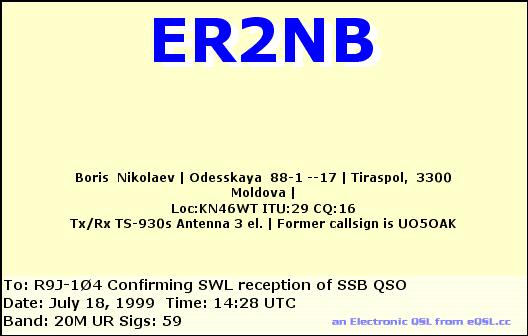 ER2NB
Boris Nikolaev | Odesskaya 88-1 --17 | Tiraspol, 3300
Moldova |
Loc:KN46WT ITU:29 CQ:16
Tx/Rx TS-930s Antenna 3 el. | Former callsign is UO5OAK
To: R9J-1Ø4 Confirming SWL reception of SSB QSO
Date: July 18, 1999 Time: 14:28 UTC
Band: 20M UR Sigs: 59
an Electronic QSL from eQSL.cc